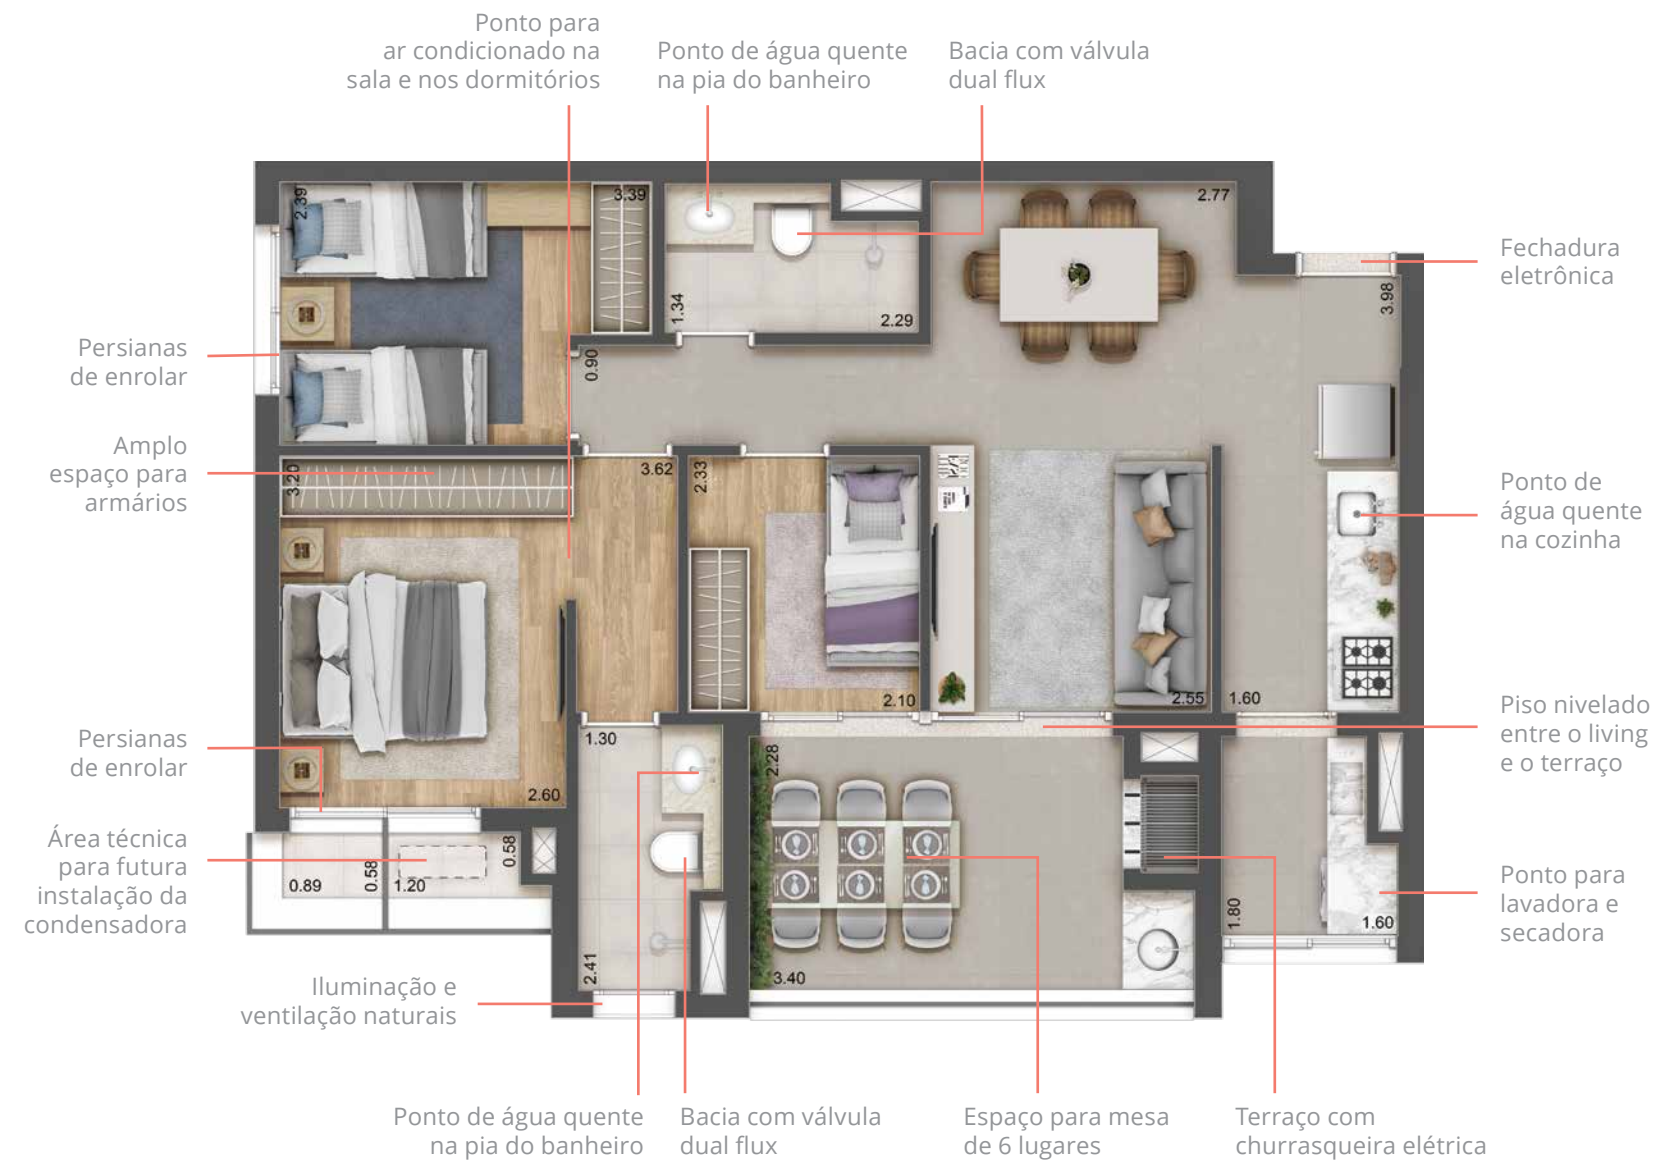 Ponto para
ar condicionado na
sala e nos dormitórios
Ponto de água quente
na pia do banheiro
Bacia com válvula
dual flux
2.39
3.39
2.77
Fechadura
eletrônica
1.34
2.29
3.98
Persianas
de enrolar
0.90
Amplo
espaço para
armários
3.20
3.62
2.33
Ponto de
água quente
na cozinha
2.10
2.55
1.60
Piso nivelado
entre o living
e o terraço
Persianas
de enrolar
1.30
2.28
2.60
Área técnica
para futura
instalação da
condensadora
0.89
0.58
1.20
0.58
Ponto para
lavadora e
secadora
1.80
1.60
2.41
3.40
Iluminação e
ventilação naturais
Ponto de água quente
na pia do banheiro
Bacia com válvula
dual flux
Espaço para mesa
de 6 lugares
Terraço com
churrasqueira elétrica